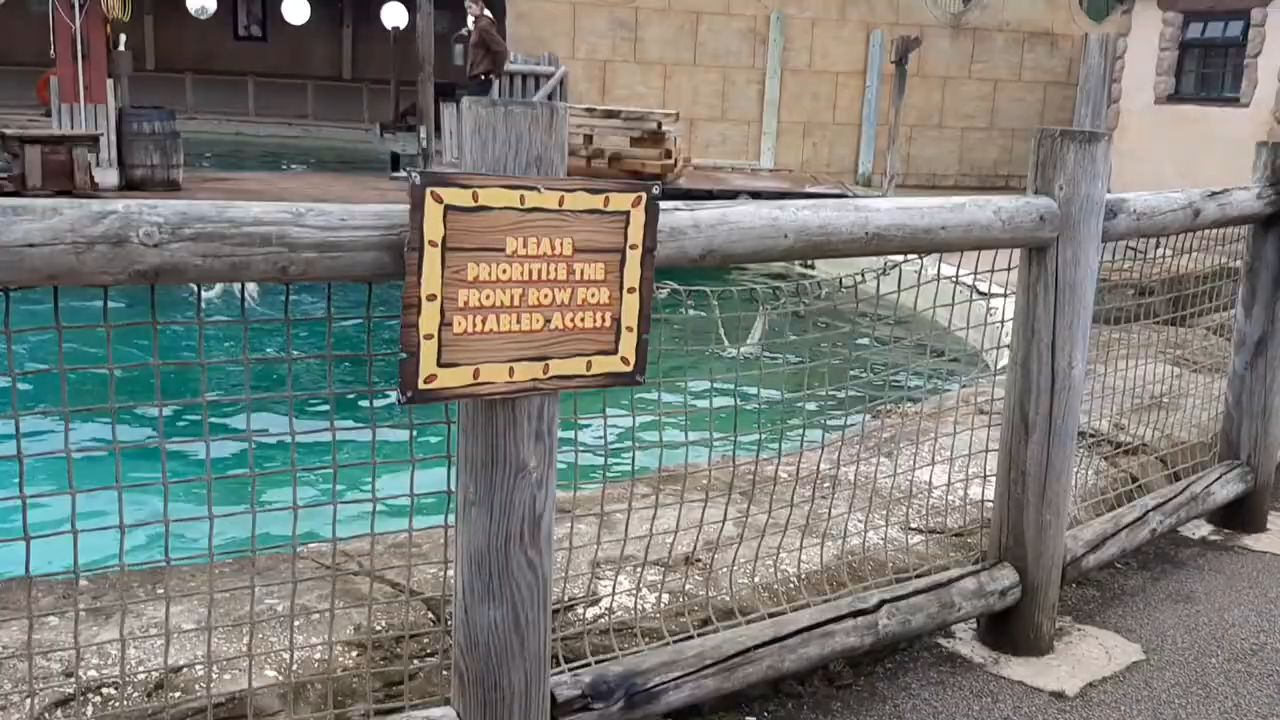 PLEASE
PRIORITISE THE
FRONT ROW FOR
DISABLED ACCESS